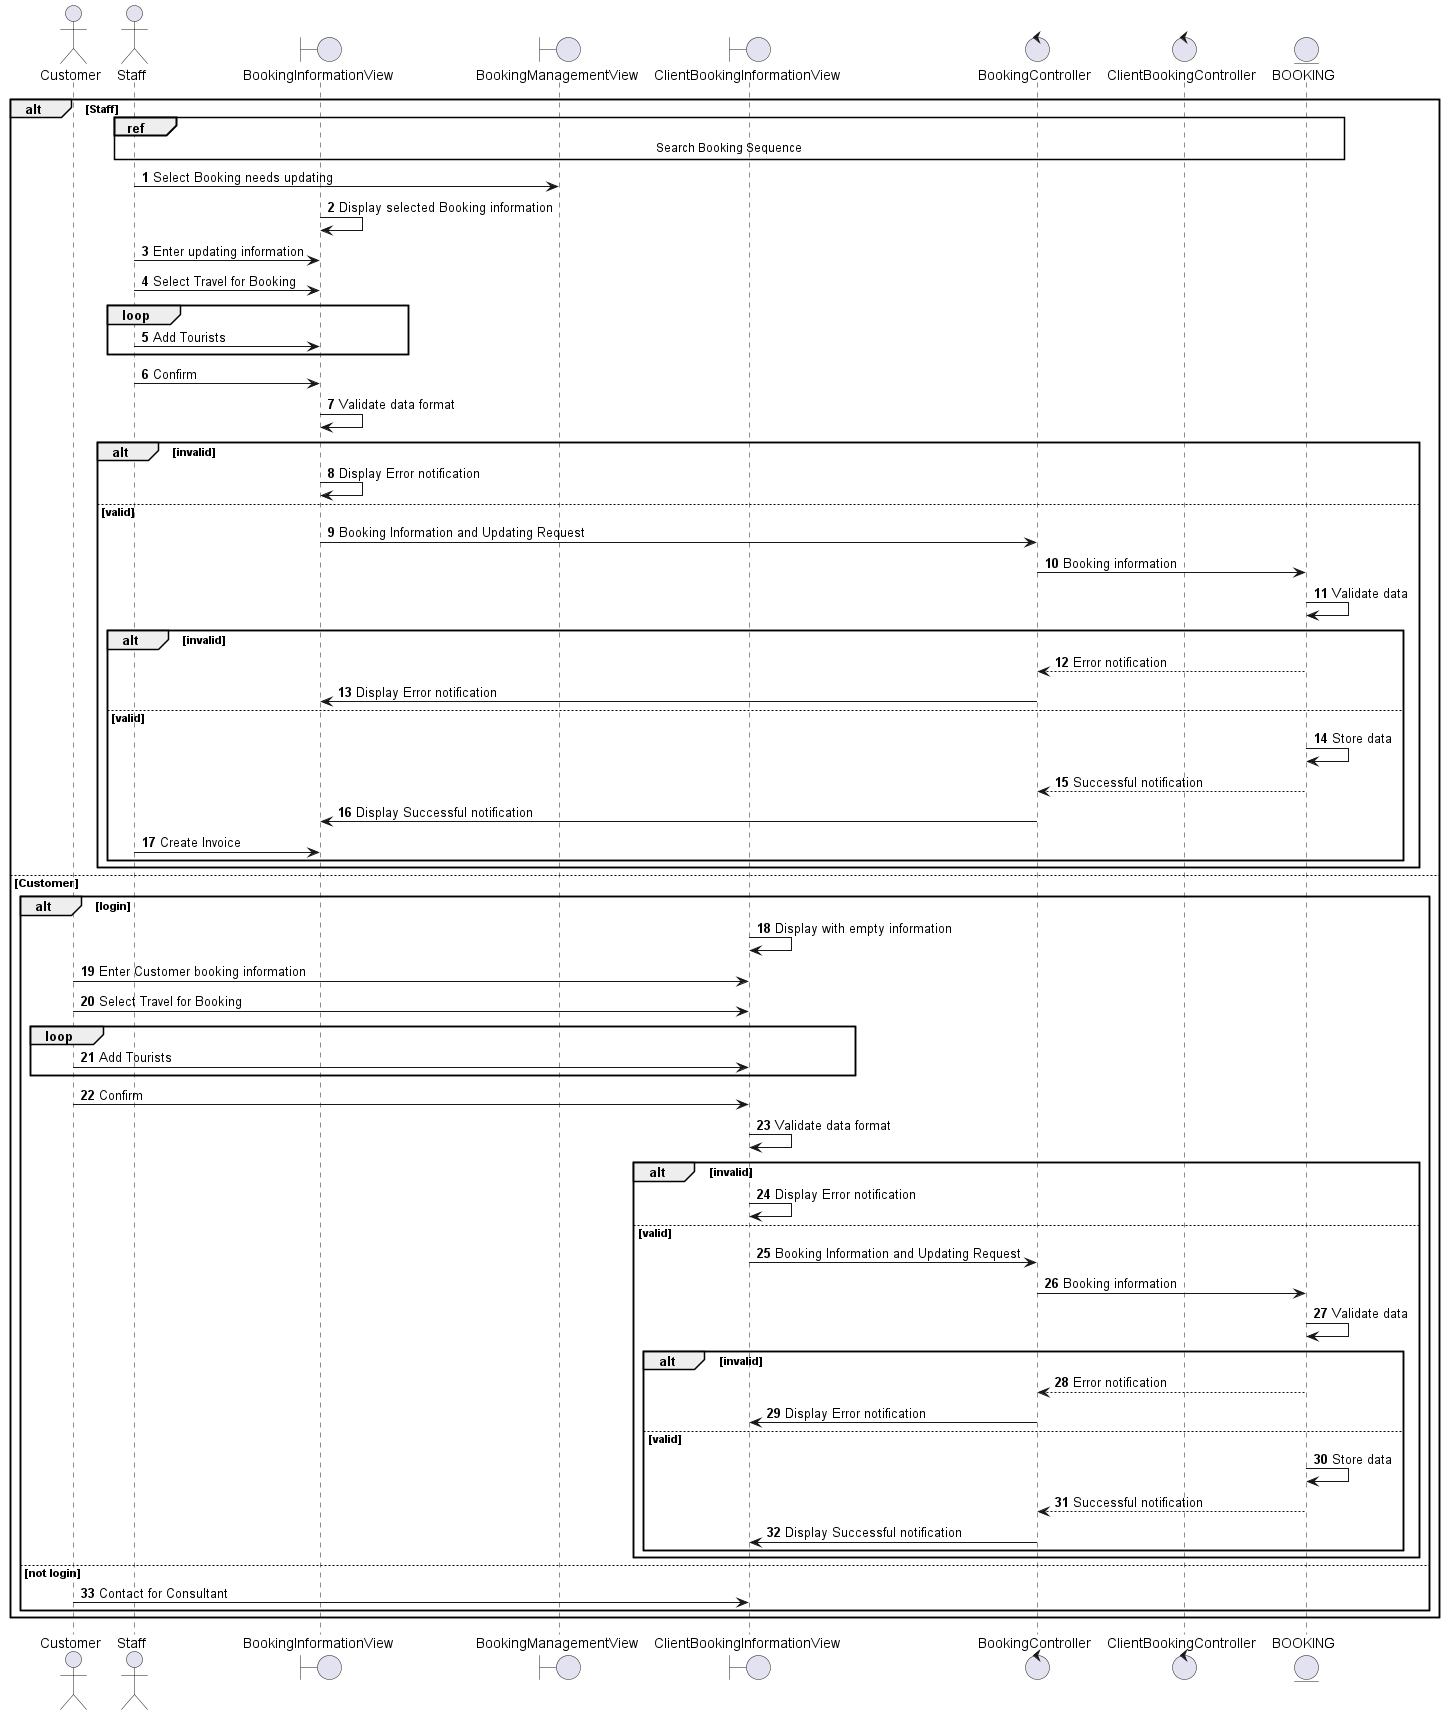 Customer Staff BookingInformationView BookingManagementView ClientBookingInformationView BookingController ClientBookingController BOOKING
alt [Staff]
ref
Search Booking Sequence
1 Select Booking needs updating
2 Display selected Booking information
3 Enter updating information
4 Select Travel for Booking
loop
5 Add Tourists
6 Confirm
7 Validate data format
alt [invalid]
8 Display Error notification
[valid]
9 Booking Information and Updating Request
10 Booking information
11 Validate data
alt [invalid]
12 Error notification
13 Display Error notification
[valid]
14 Store data
15 Successful notification
16 Display Successful notification
17 Create Invoice
[Customer]
alt [login]
18 Display with empty information
19 Enter Customer booking information
20 Select Travel for Booking
loop
21 Add Tourists
22 Confirm
23 Validate data format
alt [invalid]
24 Display Error notification
[valid]
25 Booking Information and Updating Request
26 Booking information
27 Validate data
alt [invalid]
28 Error notification
29 Display Error notification
[valid]
30 Store data
31 Successful notification
32 Display Successful notification
[not login]
33 Contact for Consultant
Customer Staff BookingInformationView BookingManagementView ClientBookingInformationView BookingController ClientBookingController BOOKING